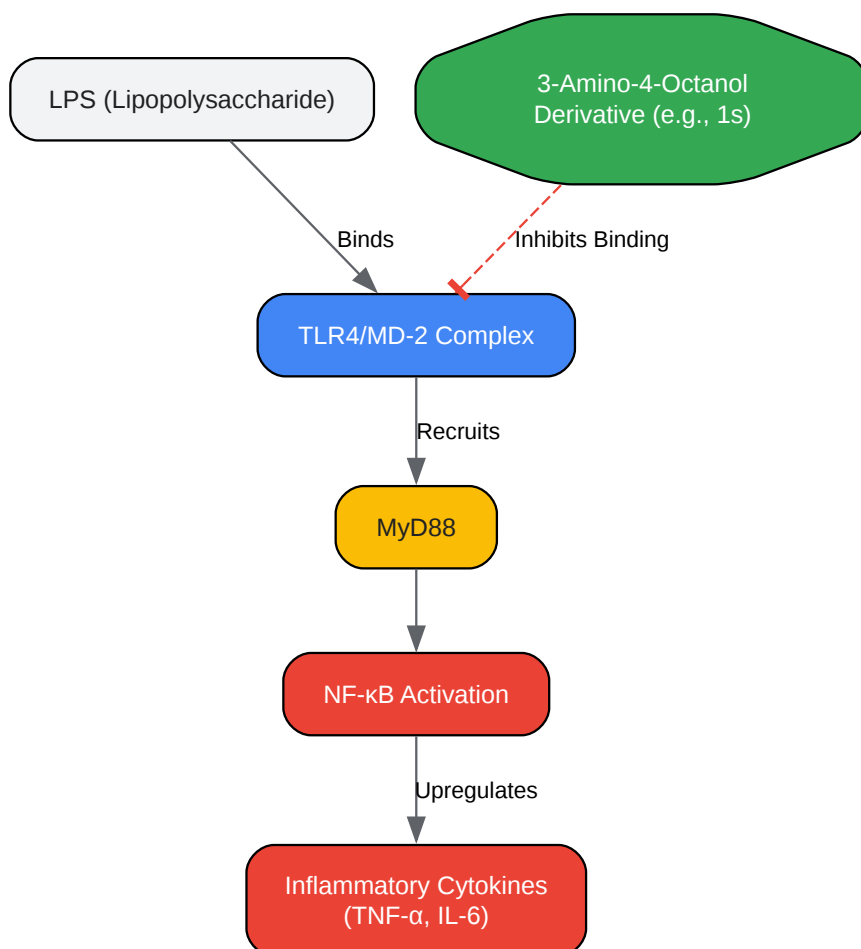 LPS (Lipopolysaccharide)
3-Amino-4-Octanol
Derivative (e.g., 1s)
Binds
Inhibits Binding
TLR4/MD-2 Complex
Recruits
MyD88
NF-κB Activation
Upregulates
Inflammatory Cytokines
(TNF-α, IL-6)